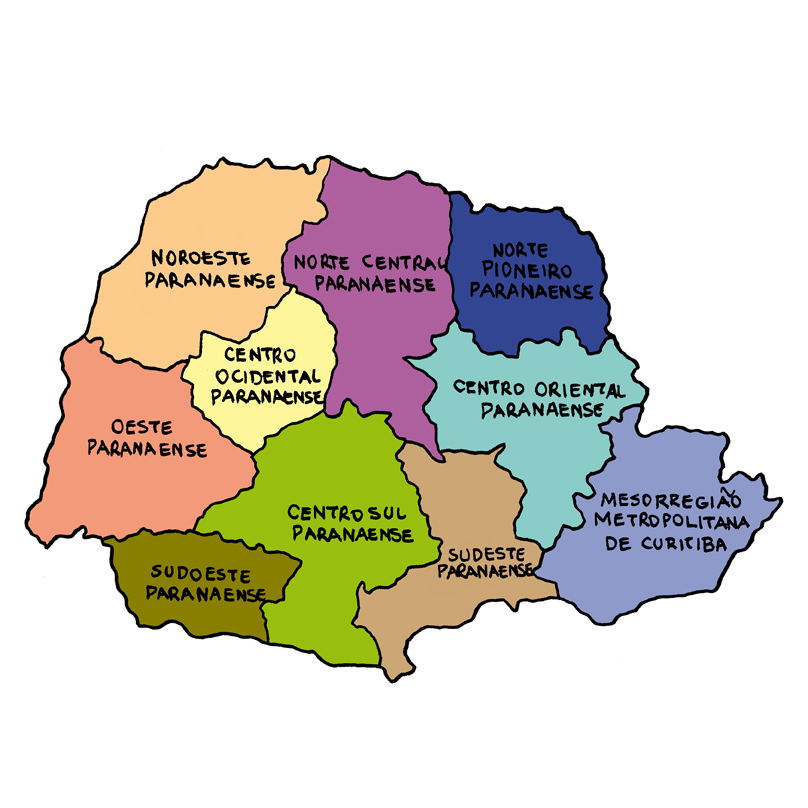 NOROESTE
PARANAENSE
NORTE CENTRAL
PARANAENSE
NORTE
PIONEIRO
PARANAENSE
CENTRO
OCIDENTAL
PARANAENSE
CENTRO ORIENTAL
PARANAENSE
OESTE
PARANAENSE
CENTRO SUL
PARANAENSE
MESORREGIÃO
METROPOLITANA
DE CURITIBA
SUDESTE
PARANAENSE
SUDOESTE
PARANAENSE